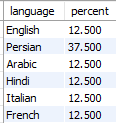 language percent
English 12.500
Persian 37.500
Arabic 12.500
Hindi 12.500
Italian 12.500
French 12.500